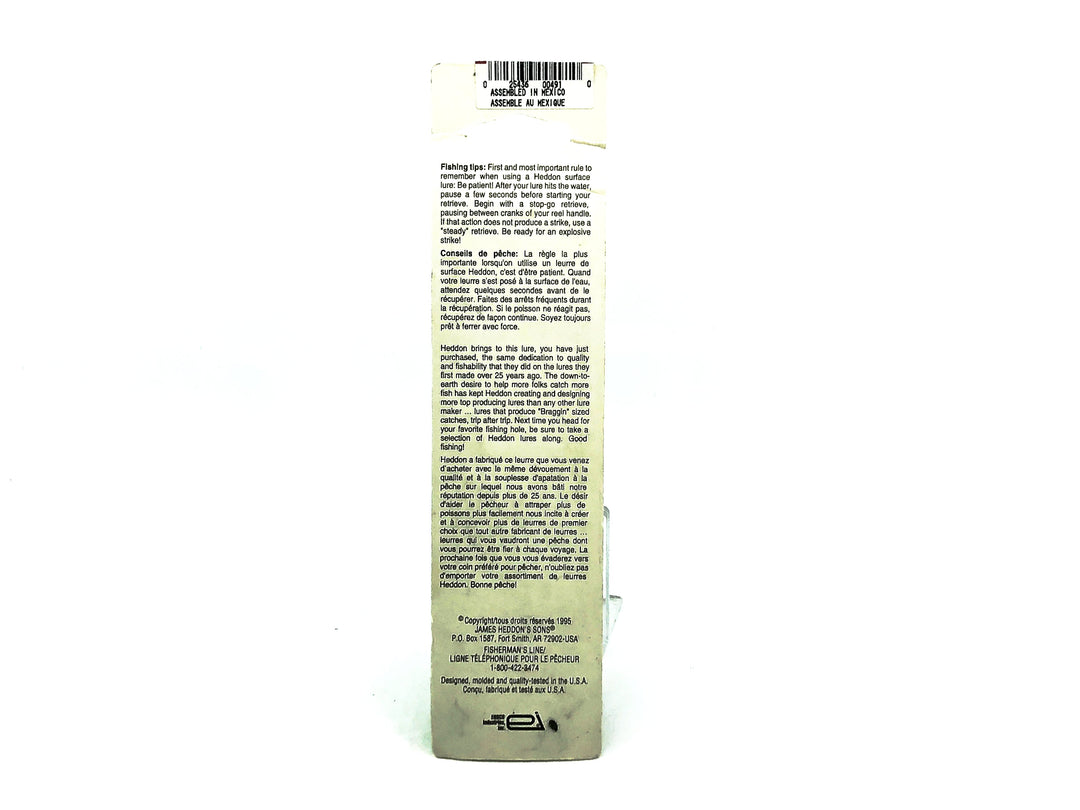 0 25436 00491 0
ASSEMBLED IN MEXICO
ASSEMBLE AU MEXIQUE
Fishing tips: First and most important rule to
remember when using a Heddon surface
lure: Be patient! After your lure hits the water,
pause a few seconds before starting your
retrieve. Begin with a stop-go retrieve,
pausing between cranks of your reel handle.
If that action does not produce a strike, use a
"steady" retrieve. Be ready for an explosive
strike!
Conseils de pêche: La règle la plus
importante lorsqu'on utilise un leurre de
surface Heddon, c'est d'être patient. Quand
votre leurre s'est posé à la surface de l'eau,
attendez quelques secondes avant de le
récupérer. Faites des arrêts fréquents durant
la récupération. Si le poisson ne réagit pas,
récupérez de façon continue. Soyez toujours
prêt à ferrer avec force.
Heddon brings to this lure, you have just
purchased, the same dedication to quality
and fishability that they did on the lures they
first made over 25 years ago. The down-to-
earth desire to help more folks catch more
fish has kept Heddon creating and designing
more top producing lures than any other lure
maker ... lures that produce "Braggin" sized
catches, trip after trip. Next time you head for
your favorite fishing hole, be sure to take a
selection of Heddon lures along. Good
fishing!
Heddon a fabriqué ce leurre que vous venez
d'acheter avec le même dévouement à la
qualité et à la souplesse d'apatation à la
pêche sur lequel nous avons bâti notre
réputation depuis plus de 25 ans. Le désir
d'aider le pêcheur à attraper plus de
poissons plus facilement nous incite à créer
et à concevoir plus de leurres de premier
choix que tout autre fabricant de leurres ...
leurres qui vous vaudront une pêche dont
vous pourrez être fier à chaque voyage. La
prochaine fois que vous vous évaderez vers
votre coin préféré pour pêcher, n'oubliez pas
d'emporter votre assortiment de leurres
Heddon. Bonne pêche!
© Copyright/tous droits réservés 1995
JAMES HEDDON'S SONS®
P.O. Box 1587, Fort Smith, AR 72902-USA
FISHERMAN'S LINE/
LIGNE TÉLÉPHONIQUE POUR LE PÊCHEUR
1-800-422-3474
Designed, molded and quality-tested in the U.S.A.
Conçu, fabriqué et testé aux U.S.A.
ebsco
industries,
inc.
ei